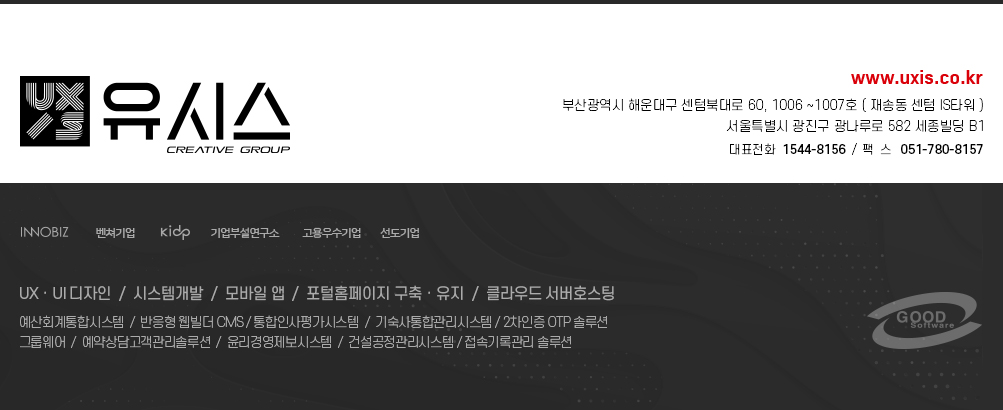 UXIS
유시스
CREATIVE GROUP
www.uxis.co.kr
부산광역시 해운대구 센텀북대로 60, 1006 ~1007호 ( 재송동 센텀 IS타워 )
서울특별시 광진구 광나루로 582 세종빌딩 B1
대표전화 1544-8156 / 팩 스 051-780-8157
INNOBIZ 벤쳐기업 kidp 기업부설연구소 고용우수기업 선도기업
UX · UI 디자인 / 시스템개발 / 모바일 앱 / 포털홈페이지 구축 · 유지 / 클라우드 서버호스팅
예산회계통합시스템 / 반응형 웹빌더 CMS / 통합인사평가시스템 / 기숙사통합관리시스템 / 2차인증 OTP 솔루션
그룹웨어 / 예약상담고객관리솔루션 / 윤리경영제보시스템 / 건설공정관리시스템 / 접속기록관리 솔루션
GOOD
Software